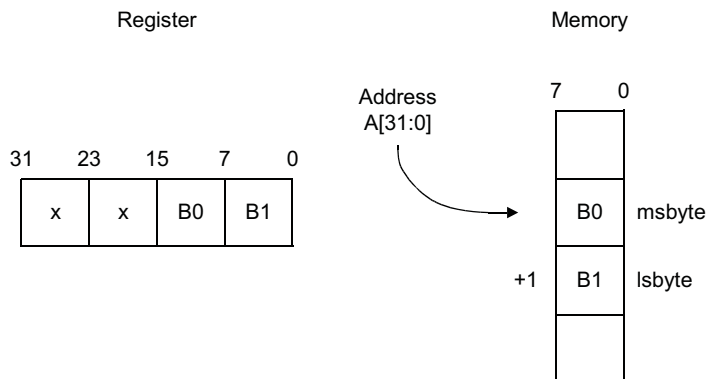 Register
Memory
7 0
Address
A[31:0]
31 23 15 7 0
x x B0 B1
B0 msbyte
+1 B1 lsbyte